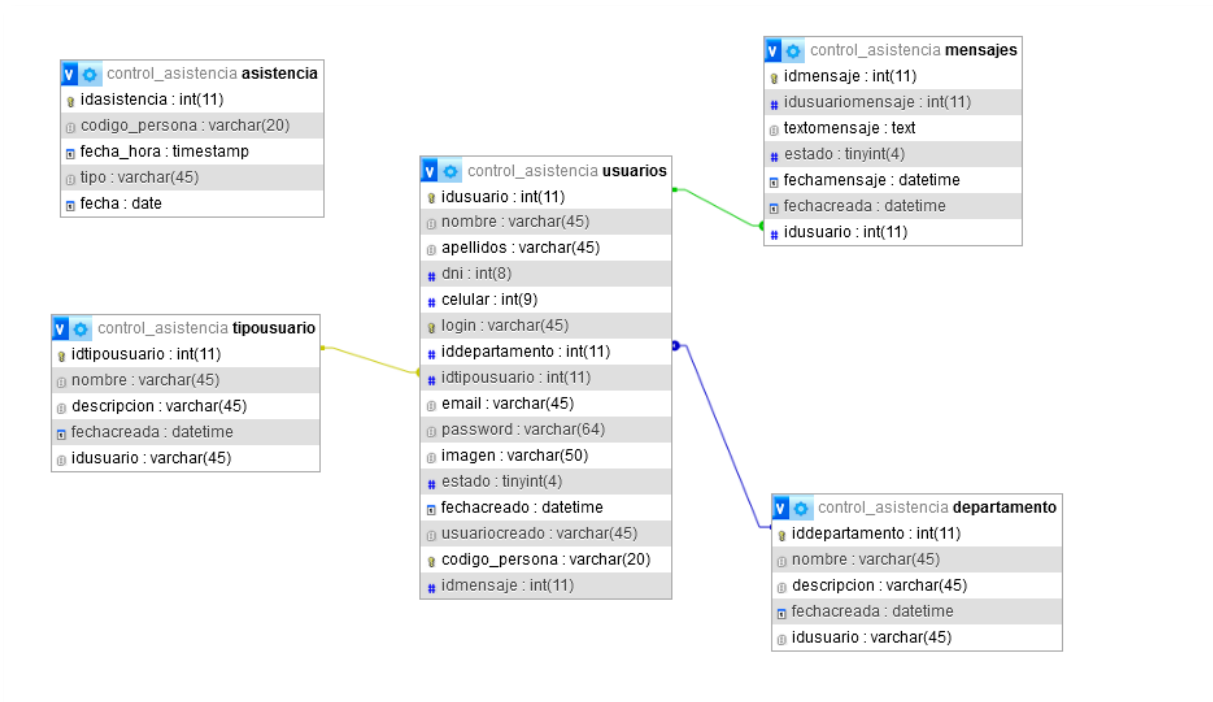 control_asistencia asistencia
idasistencia : int(11)
codigo_persona : varchar(20)
fecha_hora : timestamp
tipo : varchar(45)
fecha : date
control_asistencia tipousuario
idtipousuario : int(11)
nombre : varchar(45)
descripcion : varchar(45)
fechacreada : datetime
idusuario : varchar(45)
control_asistencia usuarios
idusuario : int(11)
nombre : varchar(45)
apellidos : varchar(45)
dni : int(8)
celular : int(9)
login : varchar(45)
iddepartamento : int(11)
idtipousuario : int(11)
email : varchar(45)
password : varchar(64)
imagen : varchar(50)
estado : tinyint(4)
fechacreado : datetime
usuariocreado : varchar(45)
codigo_persona : varchar(20)
idmensaje : int(11)
control_asistencia mensajes
idmensaje : int(11)
idusuariomensaje : int(11)
textomensaje : text
estado : tinyint(4)
fechamensaje : datetime
fechacreada : datetime
idusuario : int(11)
control_asistencia departamento
iddepartamento : int(11)
nombre : varchar(45)
descripcion : varchar(45)
fechacreada : datetime
idusuario : varchar(45)